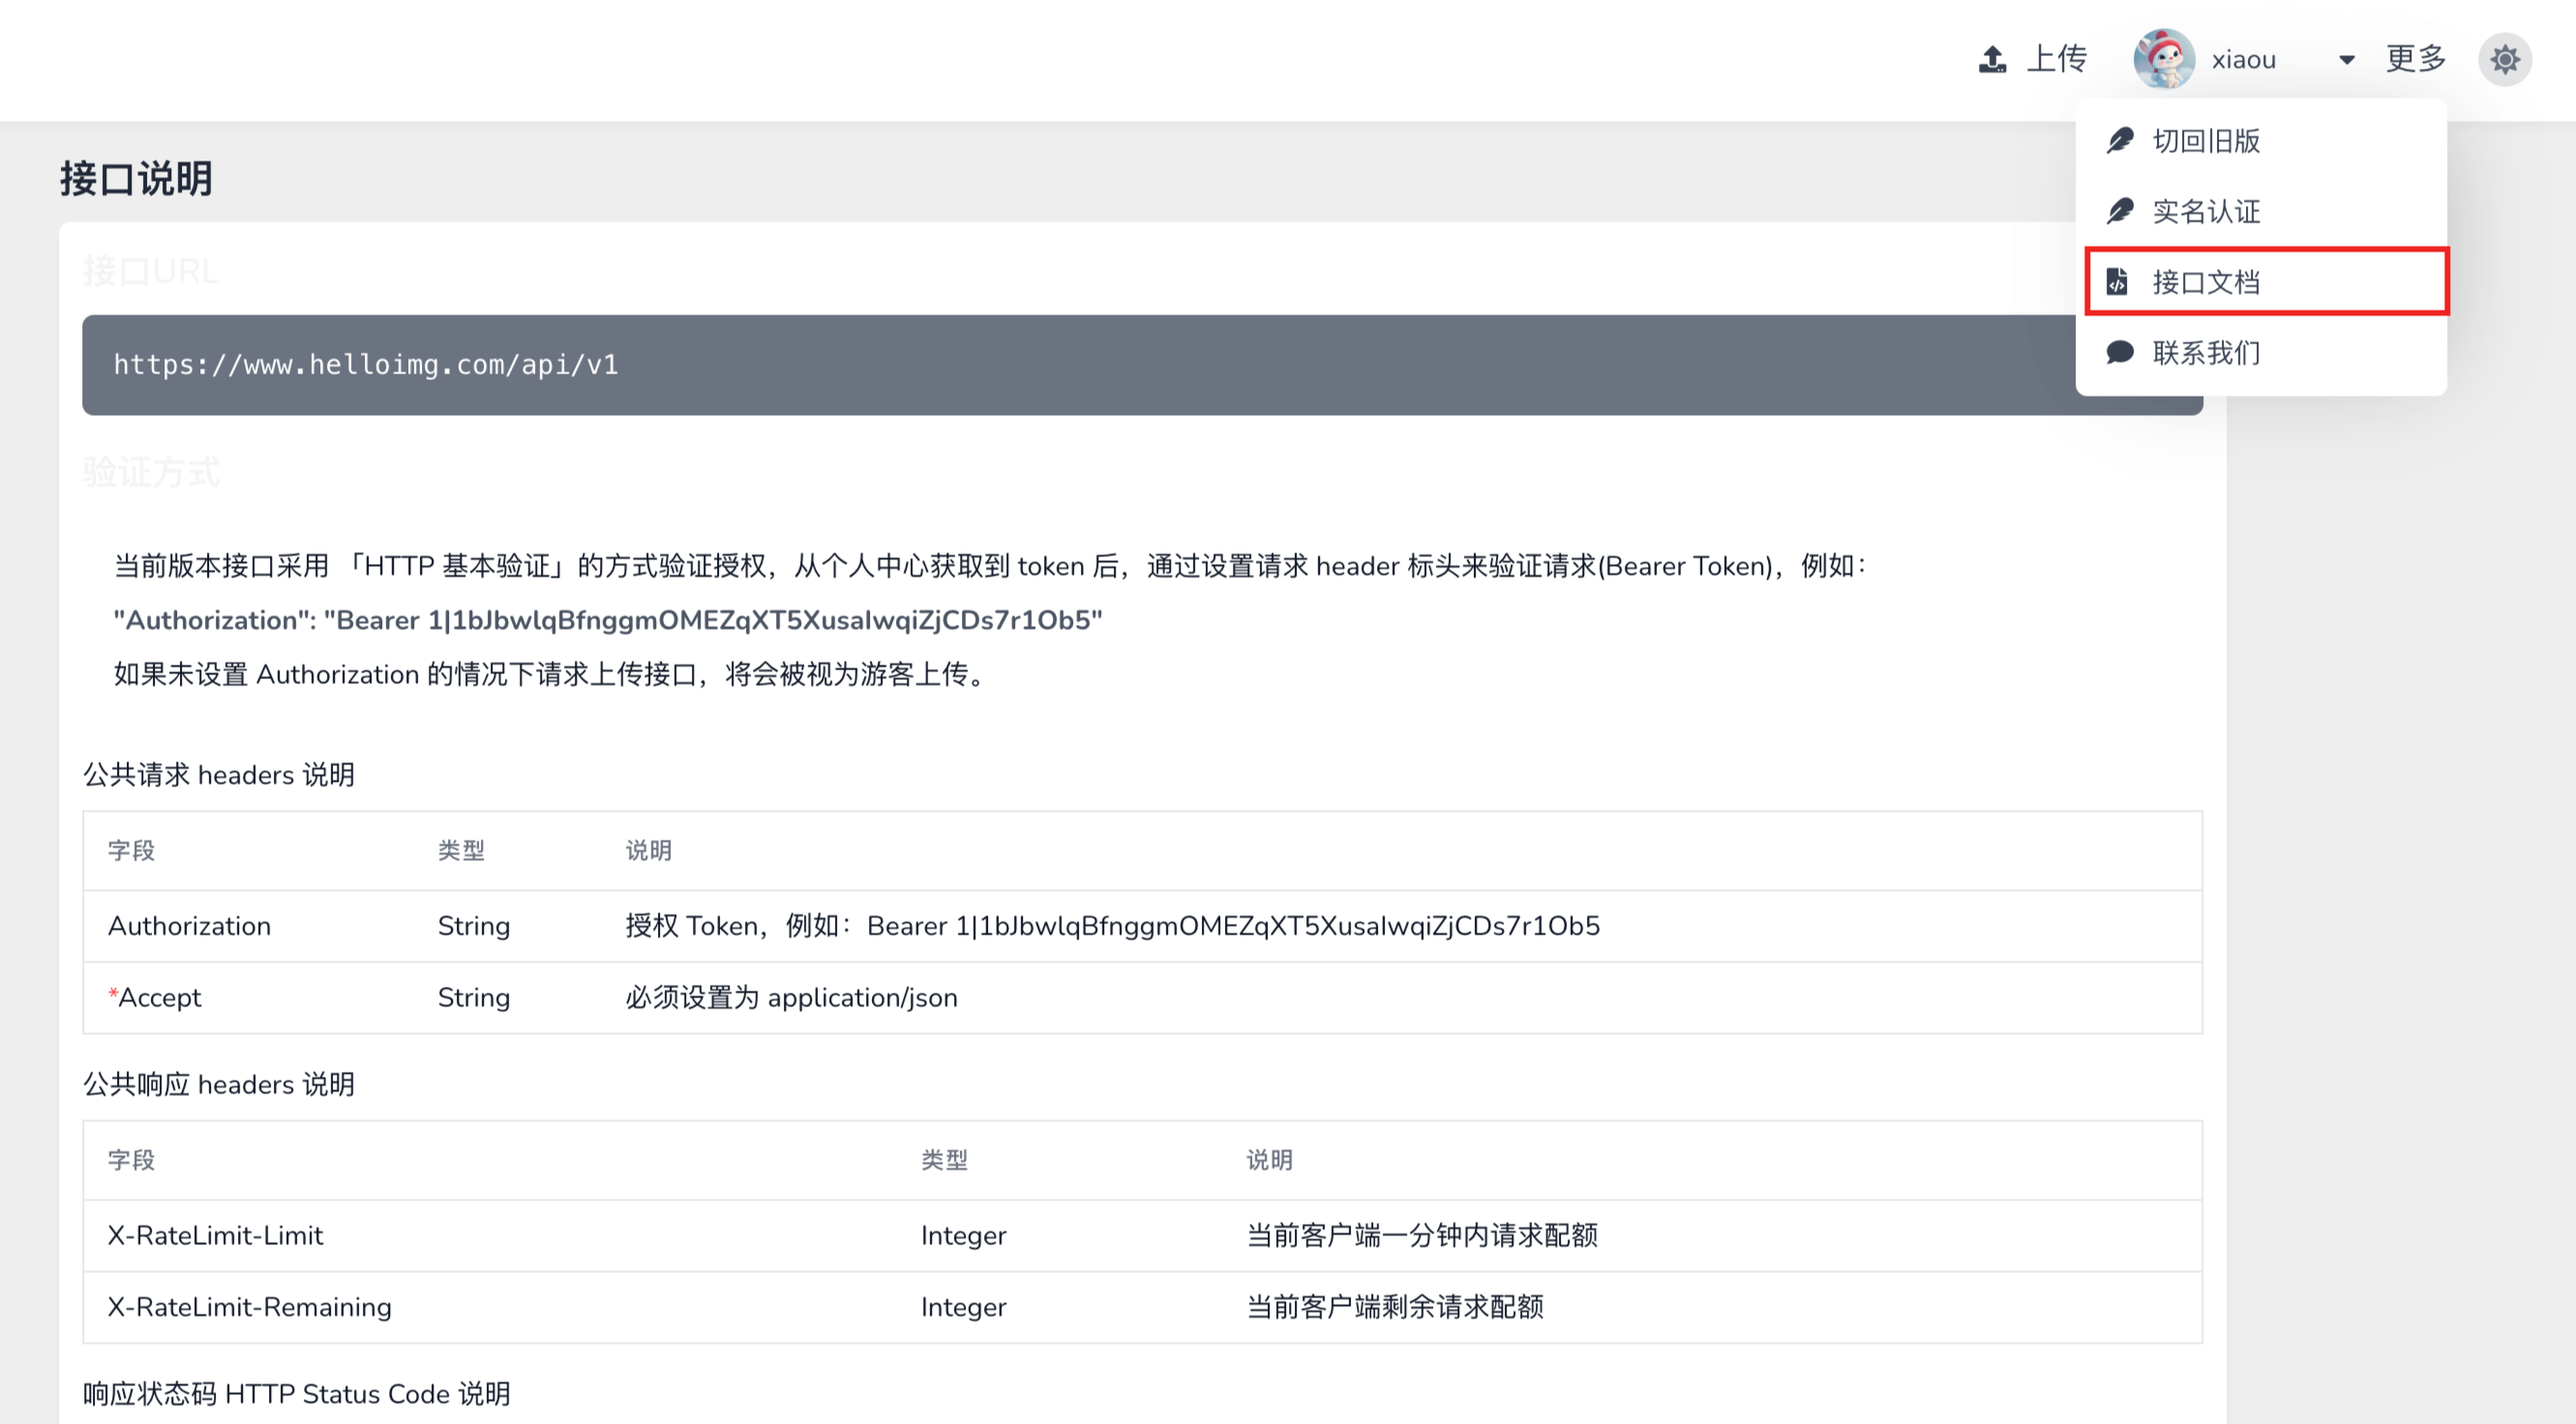 上传
xiaou
更多
切回旧版
实名认证
接口文档
联系我们
接口说明
接口URL
https://www.helloimg.com/api/v1
验证方式
当前版本接口采用 「HTTP 基本验证」的方式验证授权，从个人中心获取到 token 后，通过设置请求 header 标头来验证请求(Bearer Token)，例如：
"Authorization": "Bearer 1|1bJbwlqBfnggmOMEZqXT5XusaIwqiZjCDs7r1Ob5"
如果未设置 Authorization 的情况下请求上传接口，将会被视为游客上传。
公共请求 headers 说明
字段 类型 说明
Authorization String 授权 Token，例如：Bearer 1|1bJbwlqBfnggmOMEZqXT5XusaIwqiZjCDs7r1Ob5
*Accept String 必须设置为 application/json
公共响应 headers 说明
字段 类型 说明
X-RateLimit-Limit Integer 当前客户端一分钟内请求配额
X-RateLimit-Remaining Integer 当前客户端剩余请求配额
响应状态码 HTTP Status Code 说明